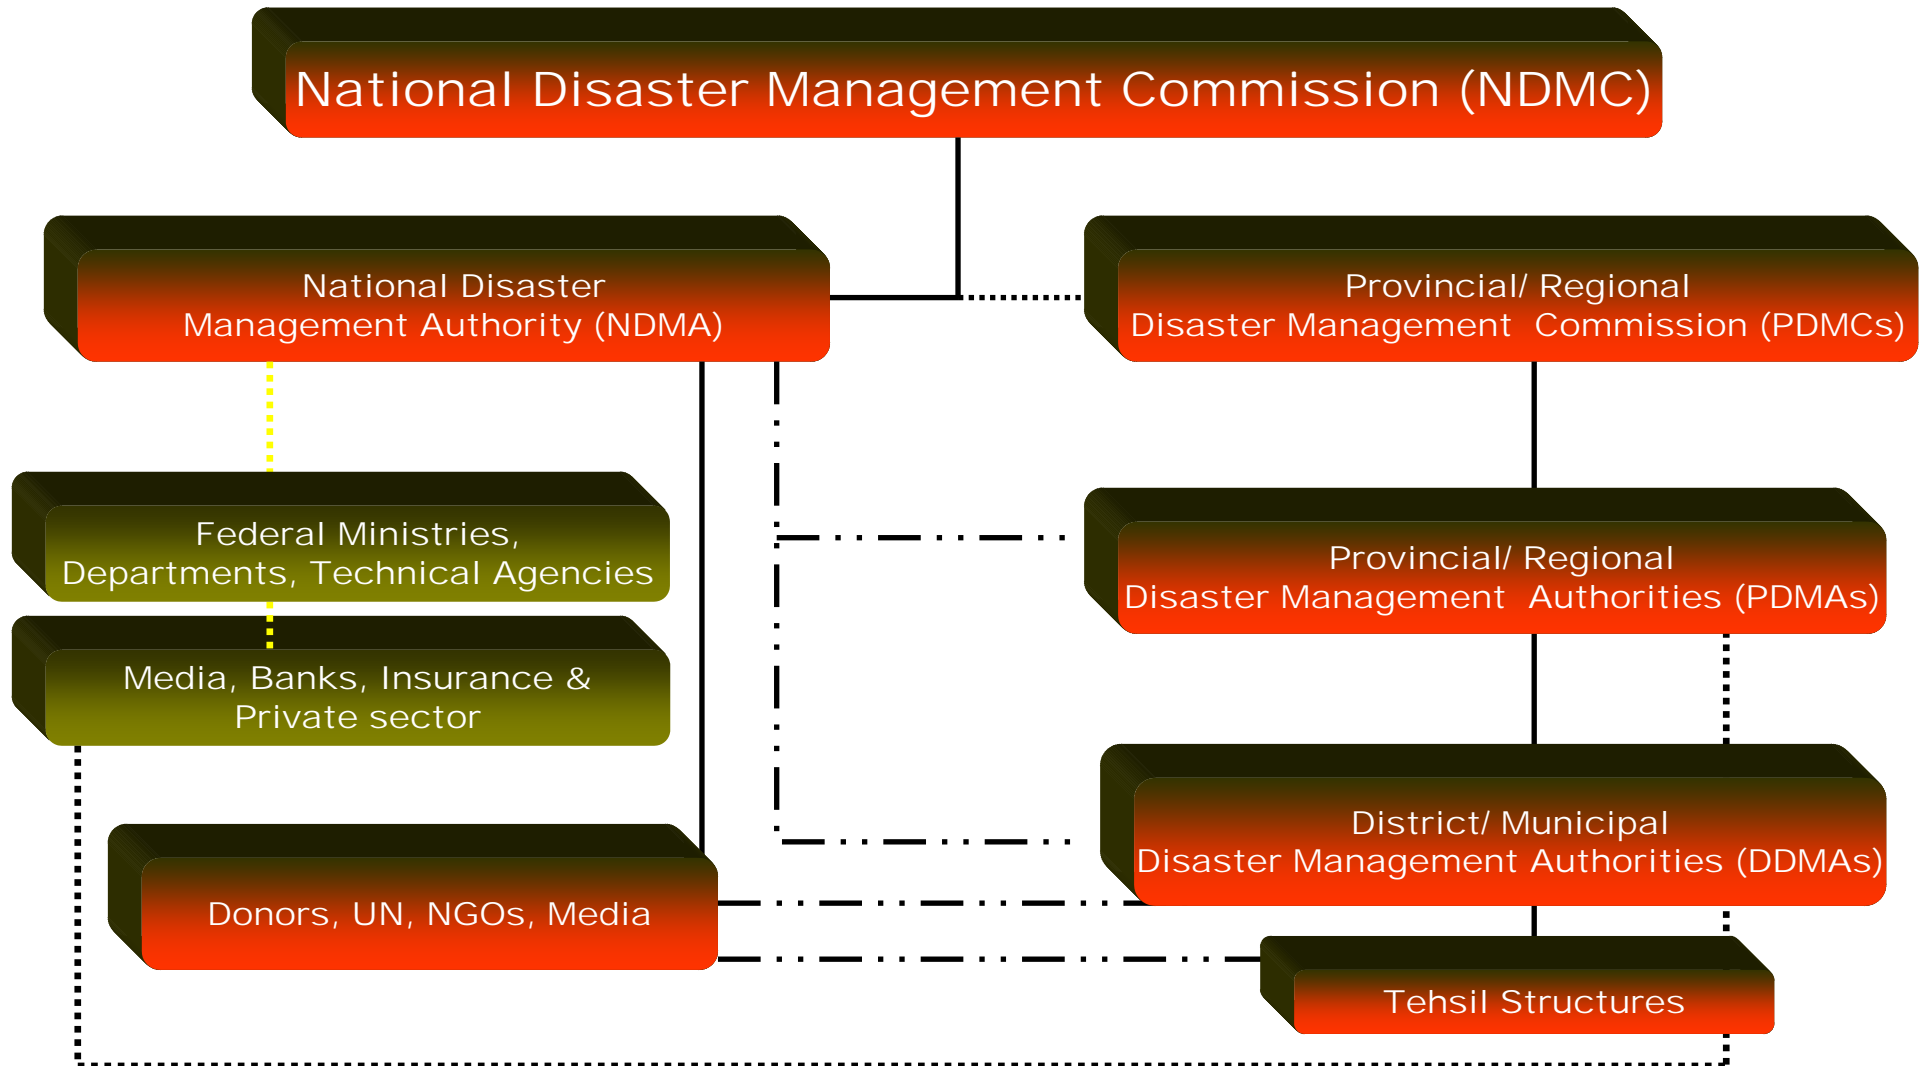 National Disaster Management Commission (NDMC)
National Disaster
Management Authority (NDMA)
Provincial/ Regional
Disaster Management Commission (PDMCs)
Federal Ministries,
Departments, Technical Agencies
Provincial/ Regional
Disaster Management Authorities (PDMAs)
Media, Banks, Insurance &
Private sector
District/ Municipal
Disaster Management Authorities (DDMAs)
Donors, UN, NGOs, Media
Tehsil Structures